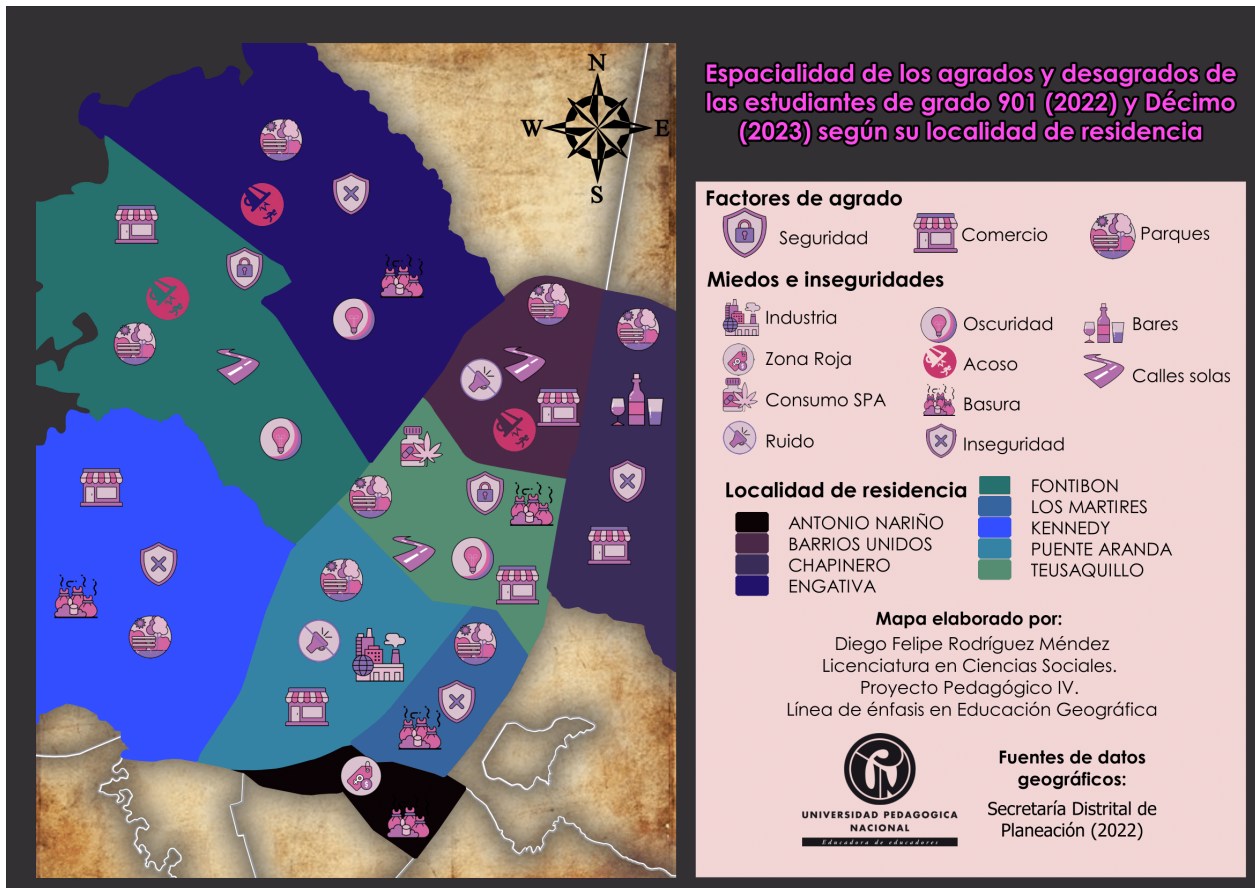 N
W
E
S
Espacialidad de los agrados y desagrados de
las estudiantes de grado 901 (2022) y Décimo
(2023) según su localidad de residencia
Factores de agrado
Seguridad
Comercio
Parques
Miedos e inseguridades
Industria
Oscuridad
Bares
Zona Roja
Acoso
Calles solas
Consumo SPA
Basura
Ruido
Inseguridad
Localidad de residencia
ANTONIO NARIÑO
BARRIOS UNIDOS
CHAPINERO
ENGATIVA
FONTIBON
LOS MARTIRES
KENNEDY
PUENTE ARANDA
TEUSAQUILLO
Mapa elaborado por:
Diego Felipe Rodríguez Méndez
Licenciatura en Ciencias Sociales.
Proyecto Pedagógico IV.
Línea de énfasis en Educación Geográfica
UNIVERSIDAD PEDAGOGICA
NACIONAL
Educadora de educadores
Fuentes de datos
geográficos:
Secretaría Distrital de
Planeación (2022)